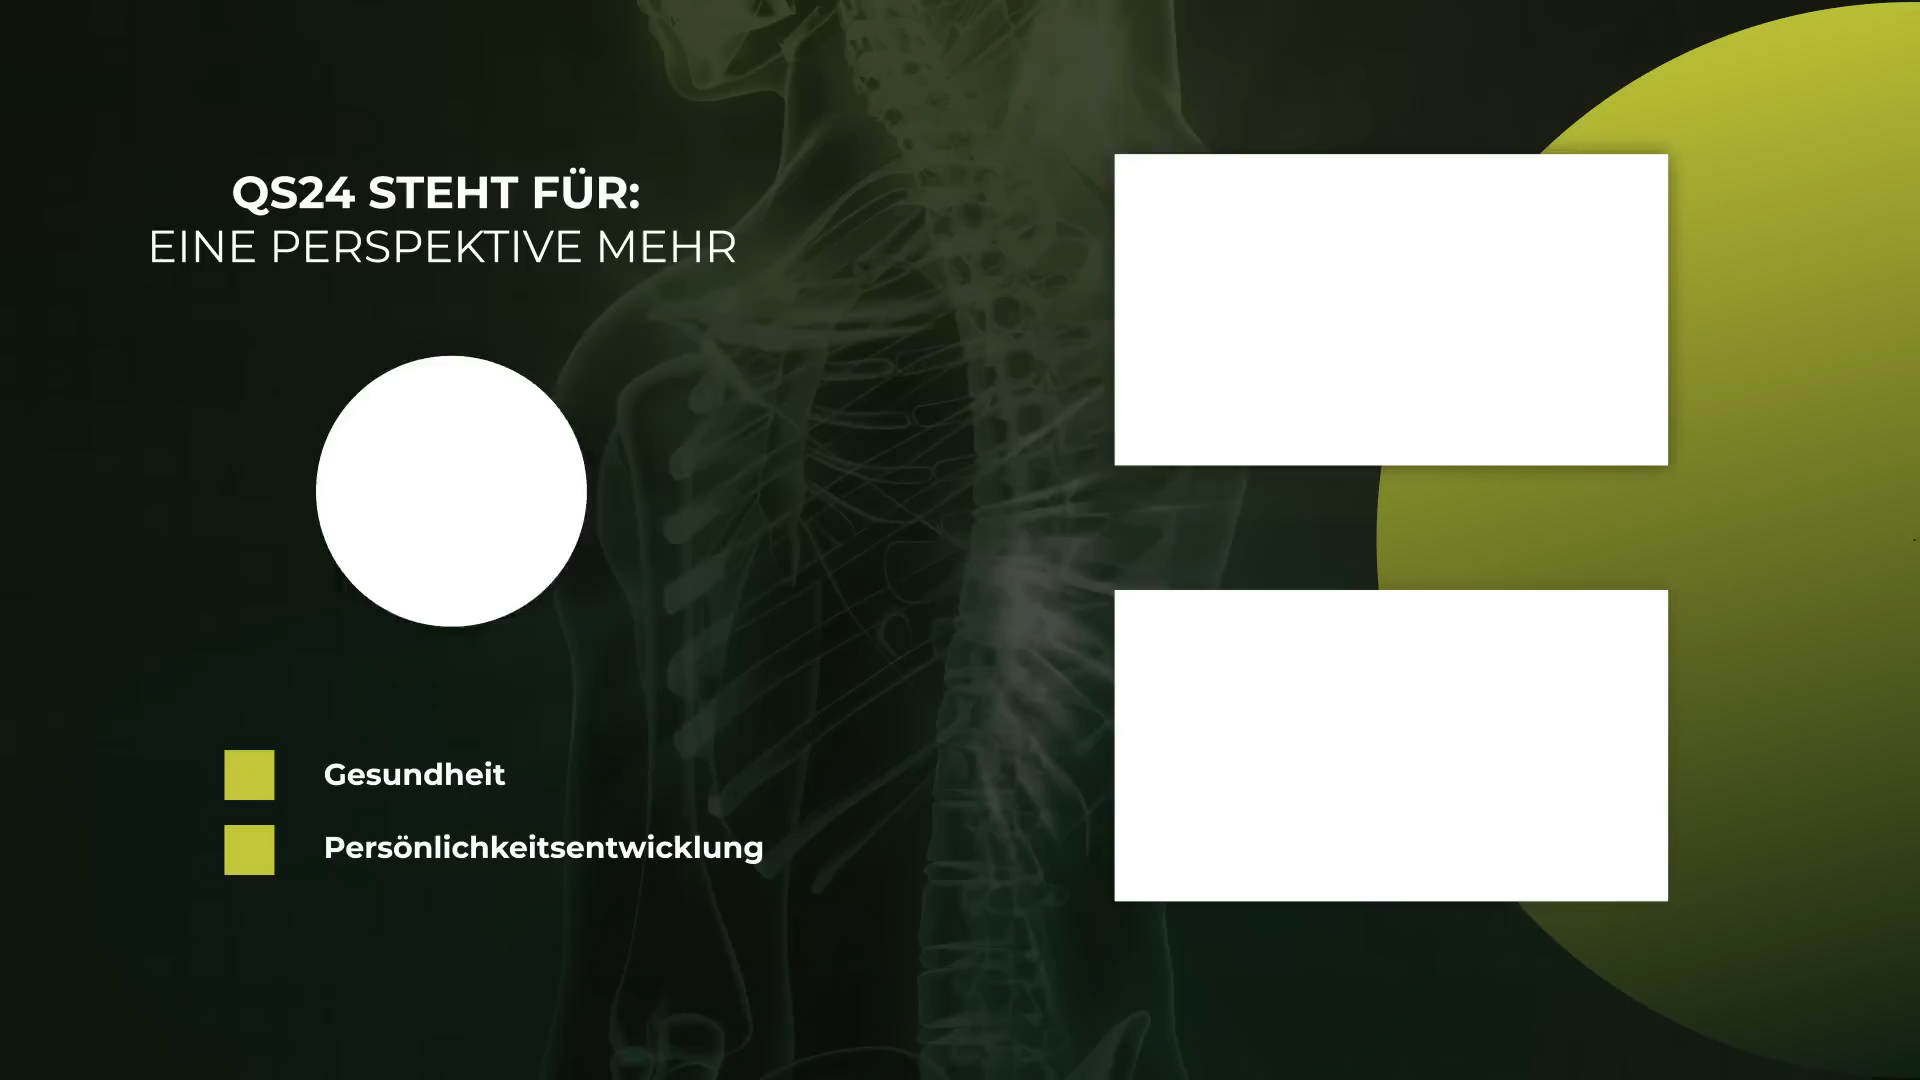 QS24 STEHT FÜR:
EINE PERSPEKTIVE MEHR
Gesundheit
Persönlichkeitsentwicklung